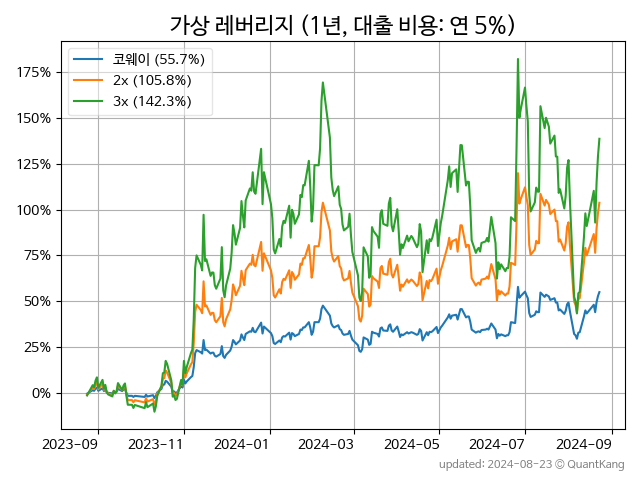 가상 레버리지 (1년, 대출 비용: 연 5%)
코웨이 (55.7%)
2x (105.8%)
3x (142.3%)
175%
150%
125%
100%
75%
50%
25%
0%
2023-09 2023-11 2024-01 2024-03 2024-05 2024-07 2024-09
updated: 2024-08-23 © QuantKang